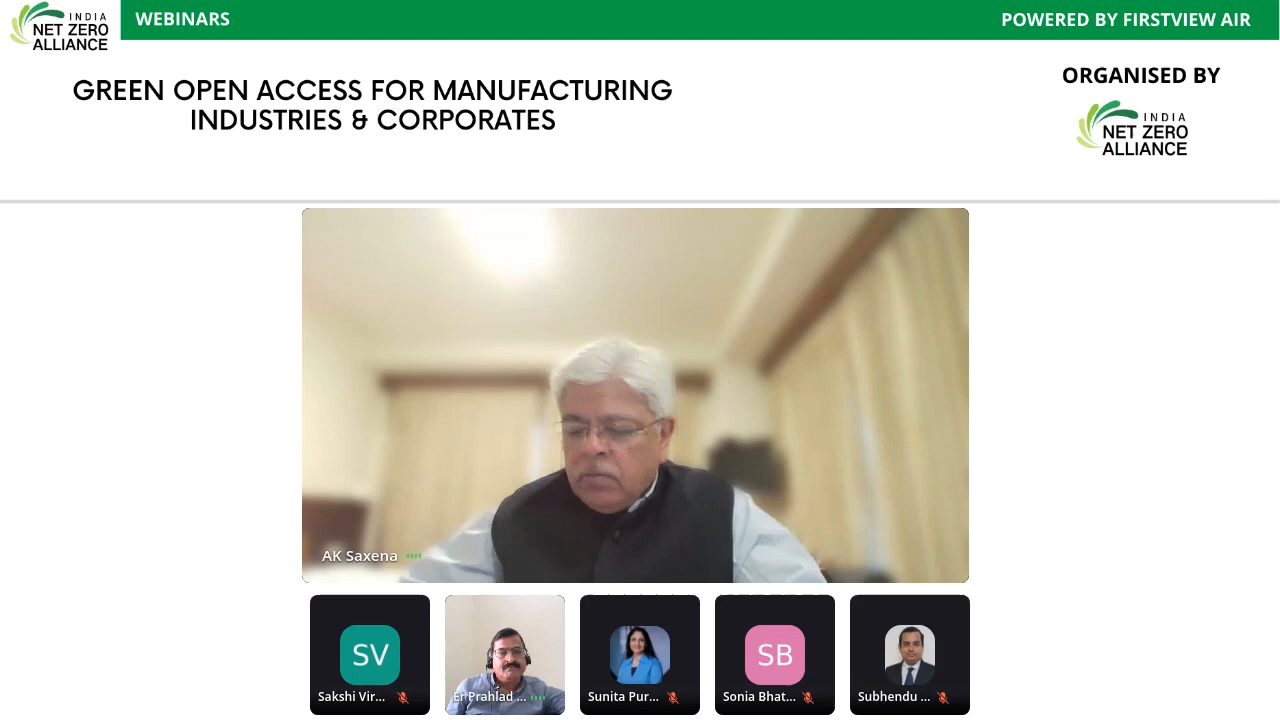 INDIA
NET ZERO
ALLIANCE
WEBINARS
POWERED BY FIRSTVIEW AIR
GREEN OPEN ACCESS FOR MANUFACTURING
INDUSTRIES & CORPORATES
ORGANISED BY
INDIA
NET ZERO
ALLIANCE
AK Saxena
SV
Sakshi Vir...
Er Prahlad ...
Sunita Pur...
SB
Sonia Bhat...
Subhendu ...